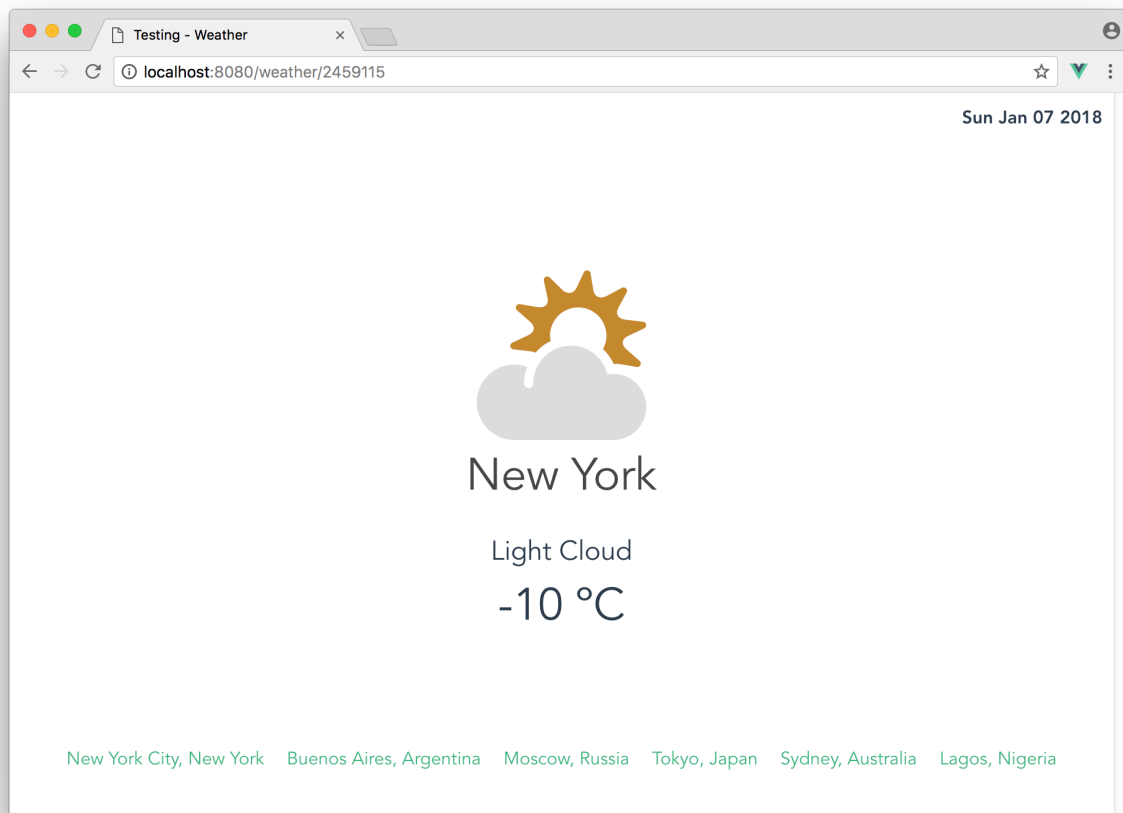 Testing - Weather
localhost:8080/weather/2459115
Sun Jan 07 2018
New York
Light Cloud
-10 °C
New York City, New York Buenos Aires, Argentina Moscow, Russia Tokyo, Japan Sydney, Australia Lagos, Nigeria